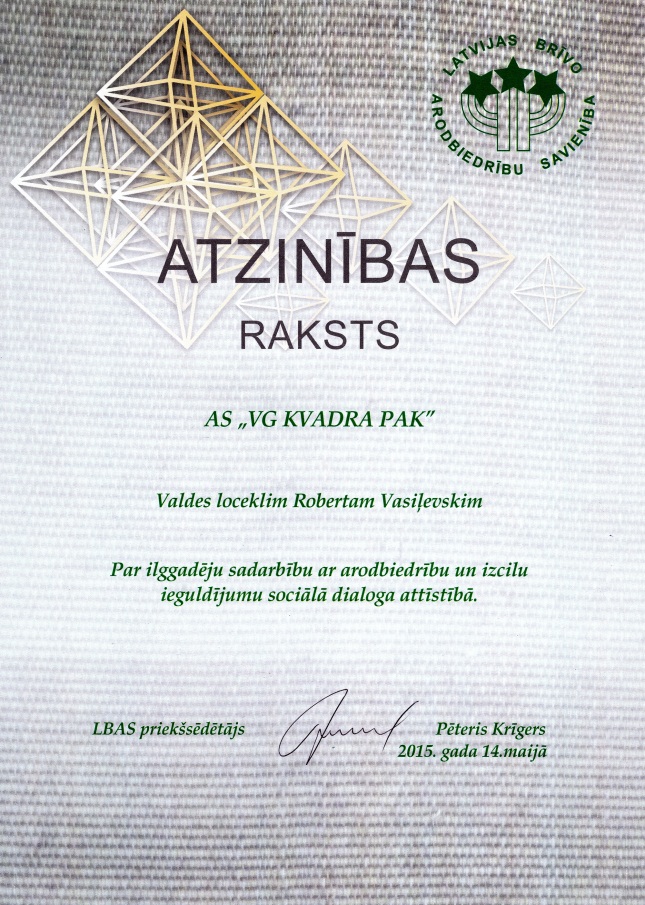 LATVIJAS BRĪVO
ARODBIEDRĪBU SAVIENĪBA
ATZINĪBAS
RAKSTS
AS „VG KVADRA PAK”
Valdes loceklim Robertam Vasiļevskim
Par ilggadēju sadarbību ar arodbiedrību un izcilu
ieguldījumu sociālā dialoga attīstībā.
LBAS priekšsēdētājs
Pēteris Krīgers
2015. gada 14.maijā